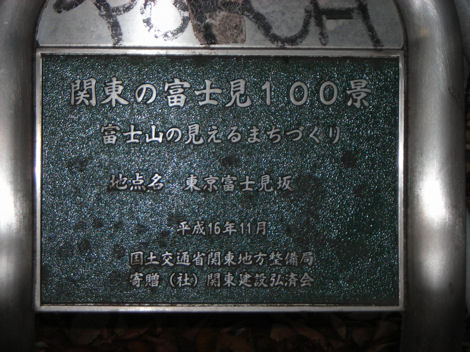 関東の富士見100景
富士山の見えるまちづくり
地点名　東京富士見坂
平成16年11月
国土交通省関東地方整備局
寄贈（社）関東建設弘済会